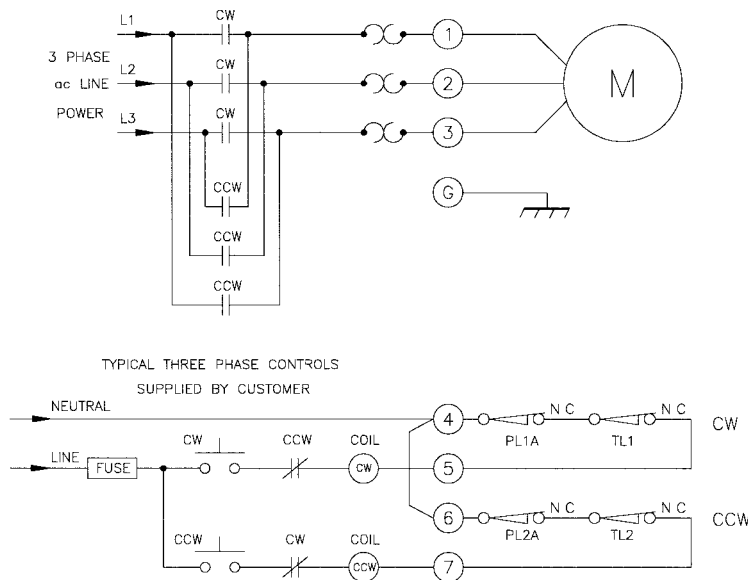 L1 CW 1
3 PHASE
CW
ac LINE L2 2 M
CW
POWER L3 3
CCW G
CCW
CCW
TYPICAL THREE PHASE CONTROLS
SUPPLIED BY CUSTOMER
NEUTRAL 4 N C N C CW
PL1A TL1
LINE FUSE CW CCW COIL
CW 5
6 N C N C CCW
PL2A TL2
CCW CW COIL
CCW 7